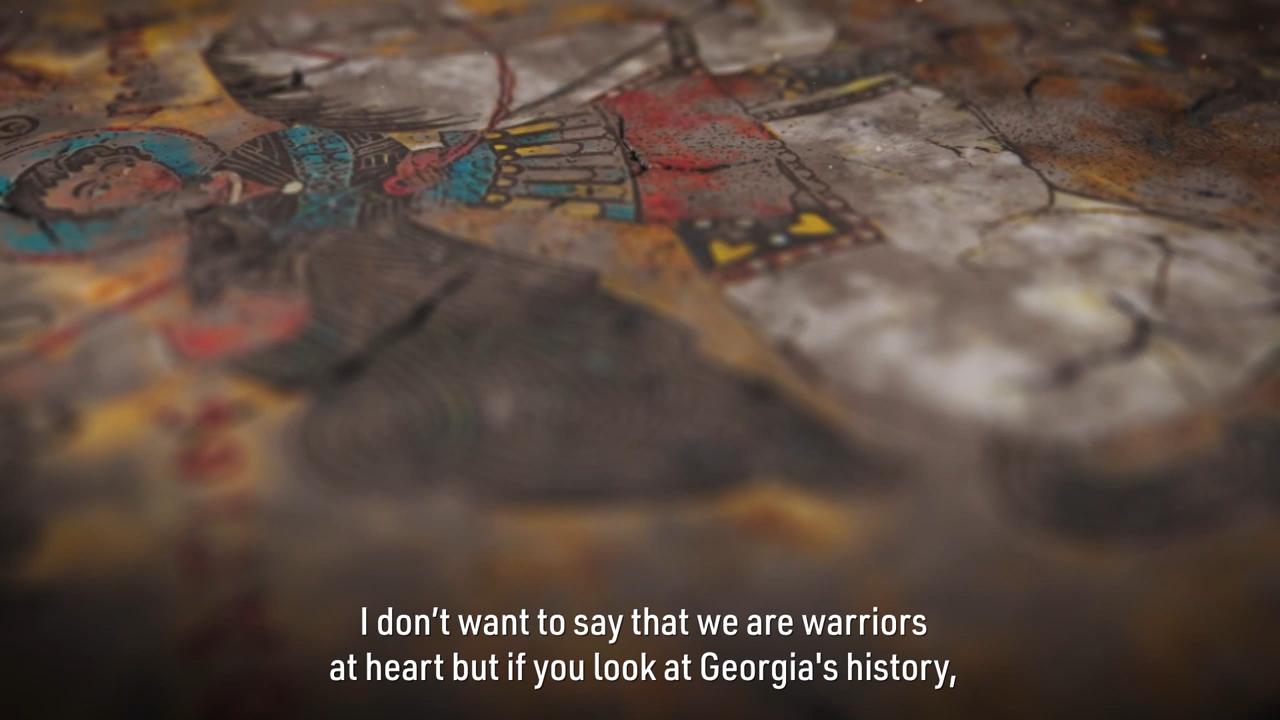 I don’t want to say that we are warriors
at heart but if you look at Georgia's history,